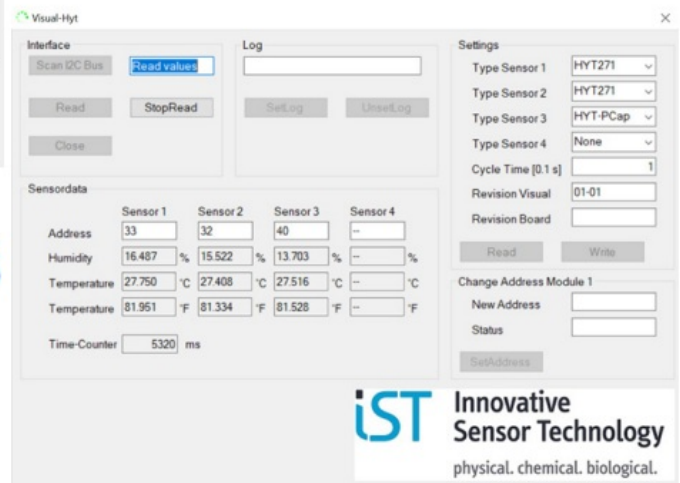 Visual-Hyt
Interface
Scan I2C Bus Read values
Read StopRead
Close
Log
SetLog UnsetLog
Settings
Type Sensor 1 HYT271
Type Sensor 2 HYT271
Type Sensor 3 HYT-PCap
Type Sensor 4 None
Cycle Time [0.1 s] 1
Revision Visual 01-01
Revision Board
Read Write
Sensordata
Sensor 1 Sensor 2 Sensor 3 Sensor 4
Address 33 32 40 --
Humidity 16.487 % 15.522 % 13.703 % -- %
Temperature 27.750 °C 27.408 °C 27.516 °C -- °C
Temperature 81.951 °F 81.334 °F 81.528 °F -- °F
Time-Counter 5320 ms
Change Address Module 1
New Address
Status
SetAddress
iST Innovative
Sensor Technology
physical. chemical. biological.